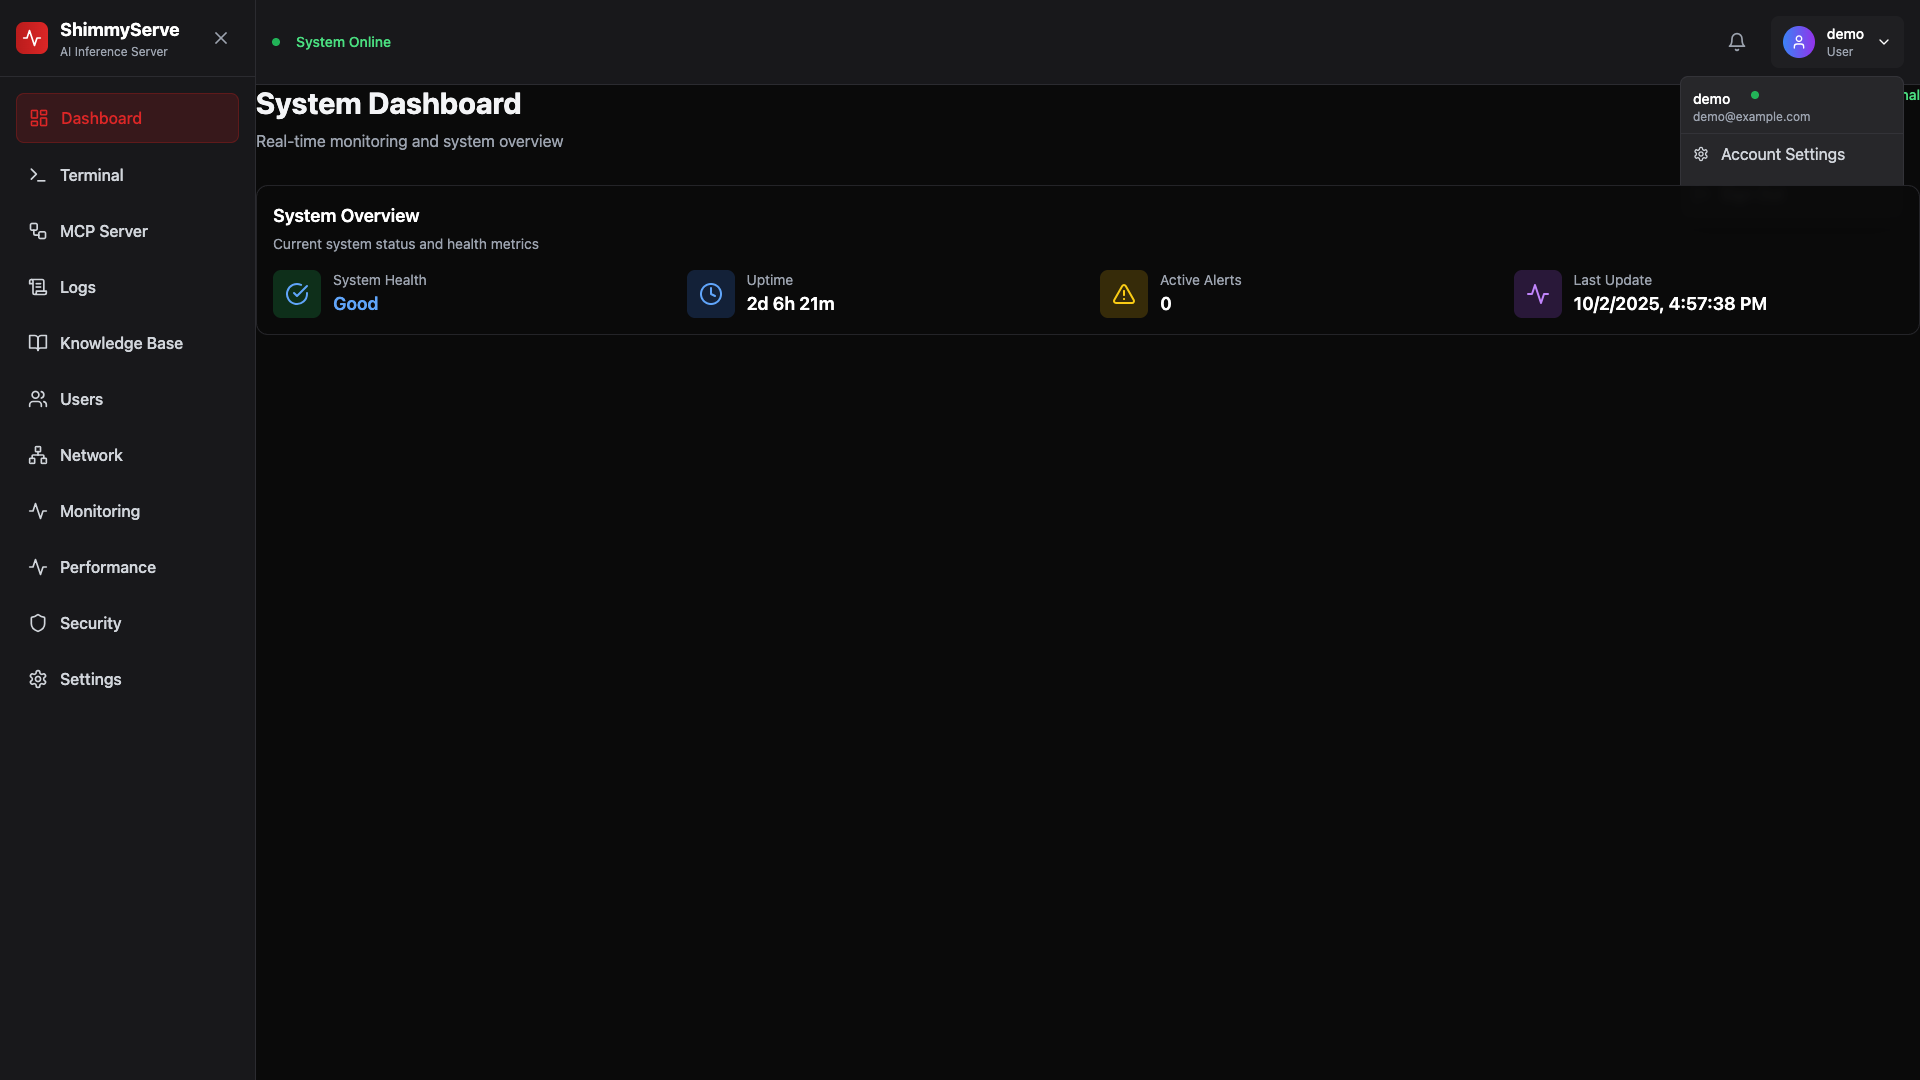 ShimmyServe
AI Inference Server
Dashboard
Terminal
MCP Server
Logs
Knowledge Base
Users
Network
Monitoring
Performance
Security
Settings
System Online
demo
User
demo
demo@example.com
Account Settings
System Dashboard
Real-time monitoring and system overview
System Overview
Current system status and health metrics
System Health
Good
Uptime
2d 6h 21m
Active Alerts
0
Last Update
10/2/2025, 4:57:38 PM